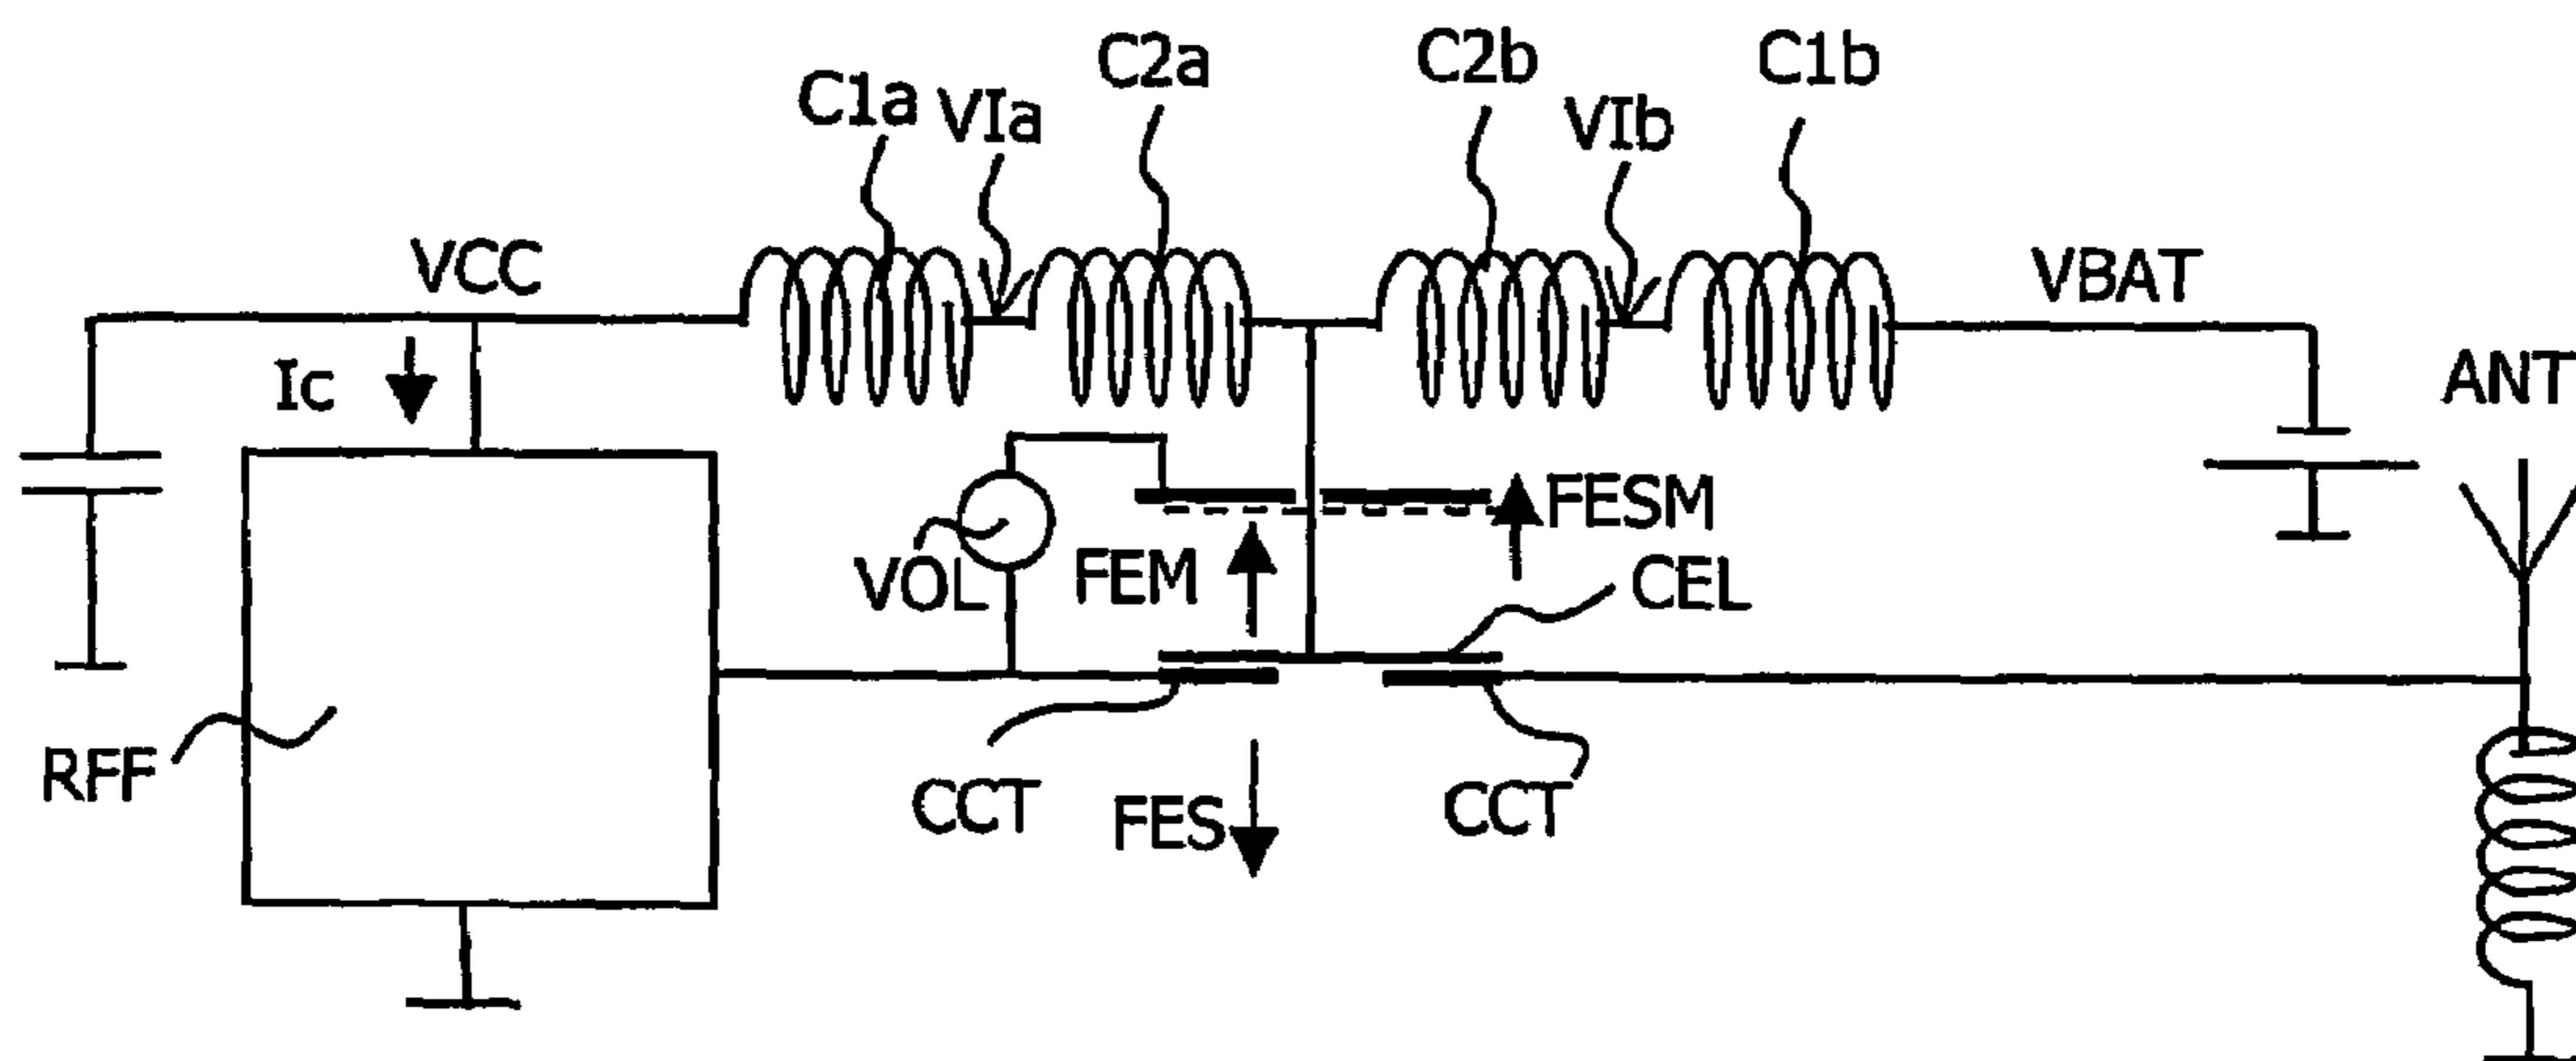 C1a
VIa
C2a
C2b
VIb
C1b
VCC
VBAT
Ic
ANT
VOL
FEM
FESM
CEL
RFF
CCT
FES
CCT